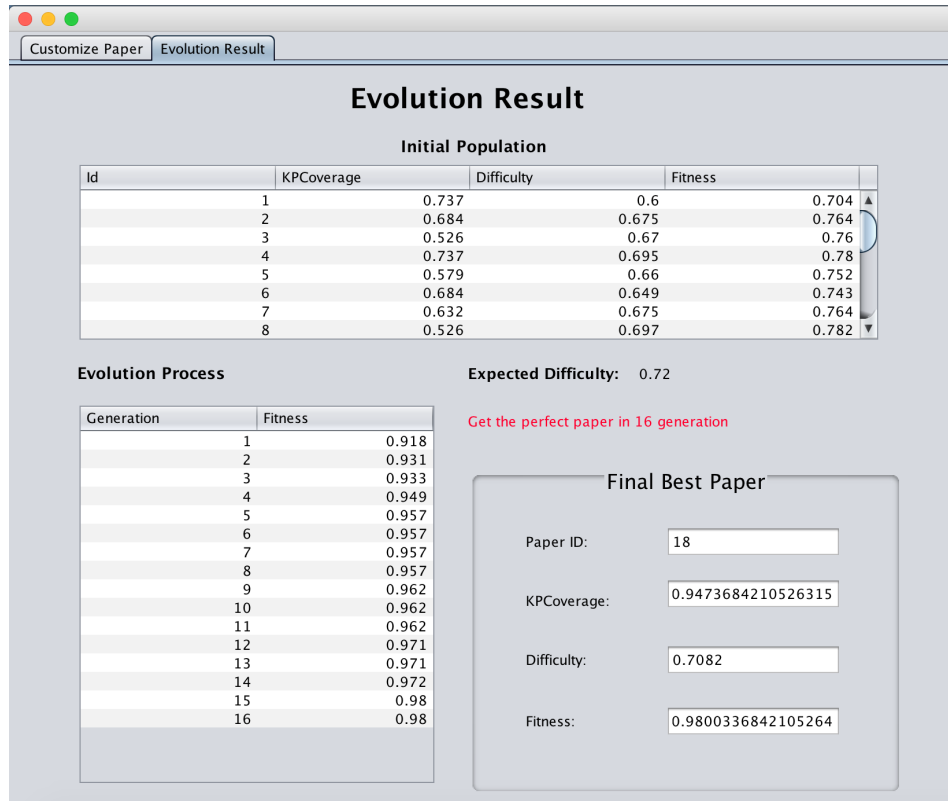 Customize Paper Evolution Result
Evolution Result
Initial Population
Id KPCoverage Difficulty Fitness
1 0.737 0.6 0.704
2 0.684 0.675 0.764
3 0.526 0.67 0.76
4 0.737 0.695 0.78
5 0.579 0.66 0.752
6 0.684 0.649 0.743
7 0.632 0.675 0.764
8 0.526 0.697 0.782
Evolution Process
Generation Fitness
1 0.918
2 0.931
3 0.933
4 0.949
5 0.957
6 0.957
7 0.957
8 0.957
9 0.962
10 0.962
11 0.962
12 0.971
13 0.971
14 0.972
15 0.98
16 0.98
Expected Difficulty: 0.72
Get the perfect paper in 16 generation
Final Best Paper
Paper ID: 18
KPCoverage: 0.9473684210526315
Difficulty: 0.7082
Fitness: 0.9800336842105264